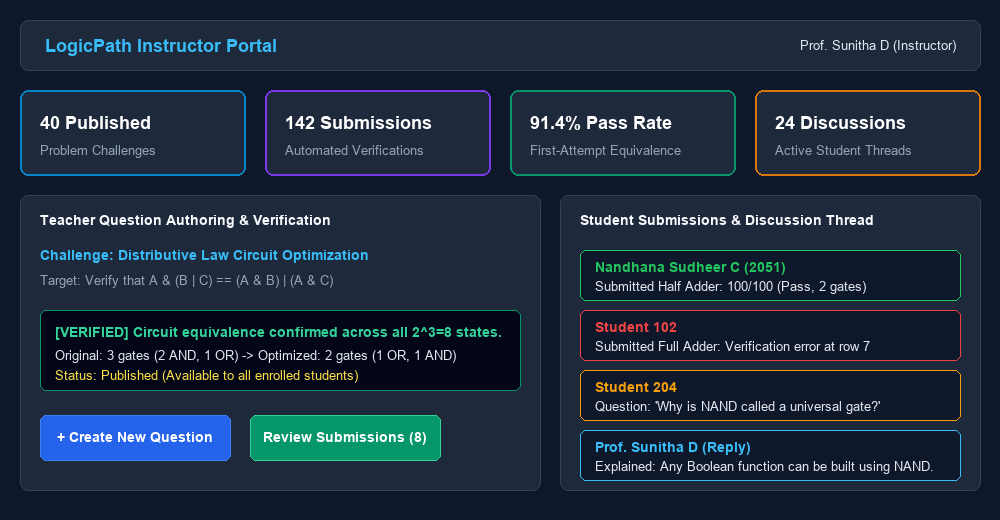 LogicPath Instructor Portal
Prof. Sunitha D (Instructor)
40 Published
Problem Challenges
142 Submissions
Automated Verifications
91.4% Pass Rate
First-Attempt Equivalence
24 Discussions
Active Student Threads
Teacher Question Authoring & Verification
Challenge: Distributive Law Circuit Optimization
Target: Verify that A & (B | C) == (A & B) | (A & C)
[VERIFIED] Circuit equivalence confirmed across all 2^3=8 states.
Original: 3 gates (2 AND, 1 OR) -> Optimized: 2 gates (1 OR, 1 AND)
Status: Published (Available to all enrolled students)
+ Create New Question
Review Submissions (8)
Student Submissions & Discussion Thread
Nandhana Sudheer C (2051)
Submitted Half Adder: 100/100 (Pass, 2 gates)
Student 102
Submitted Full Adder: Verification error at row 7
Student 204
Question: 'Why is NAND called a universal gate?'
Prof. Sunitha D (Reply)
Explained: Any Boolean function can be built using NAND.